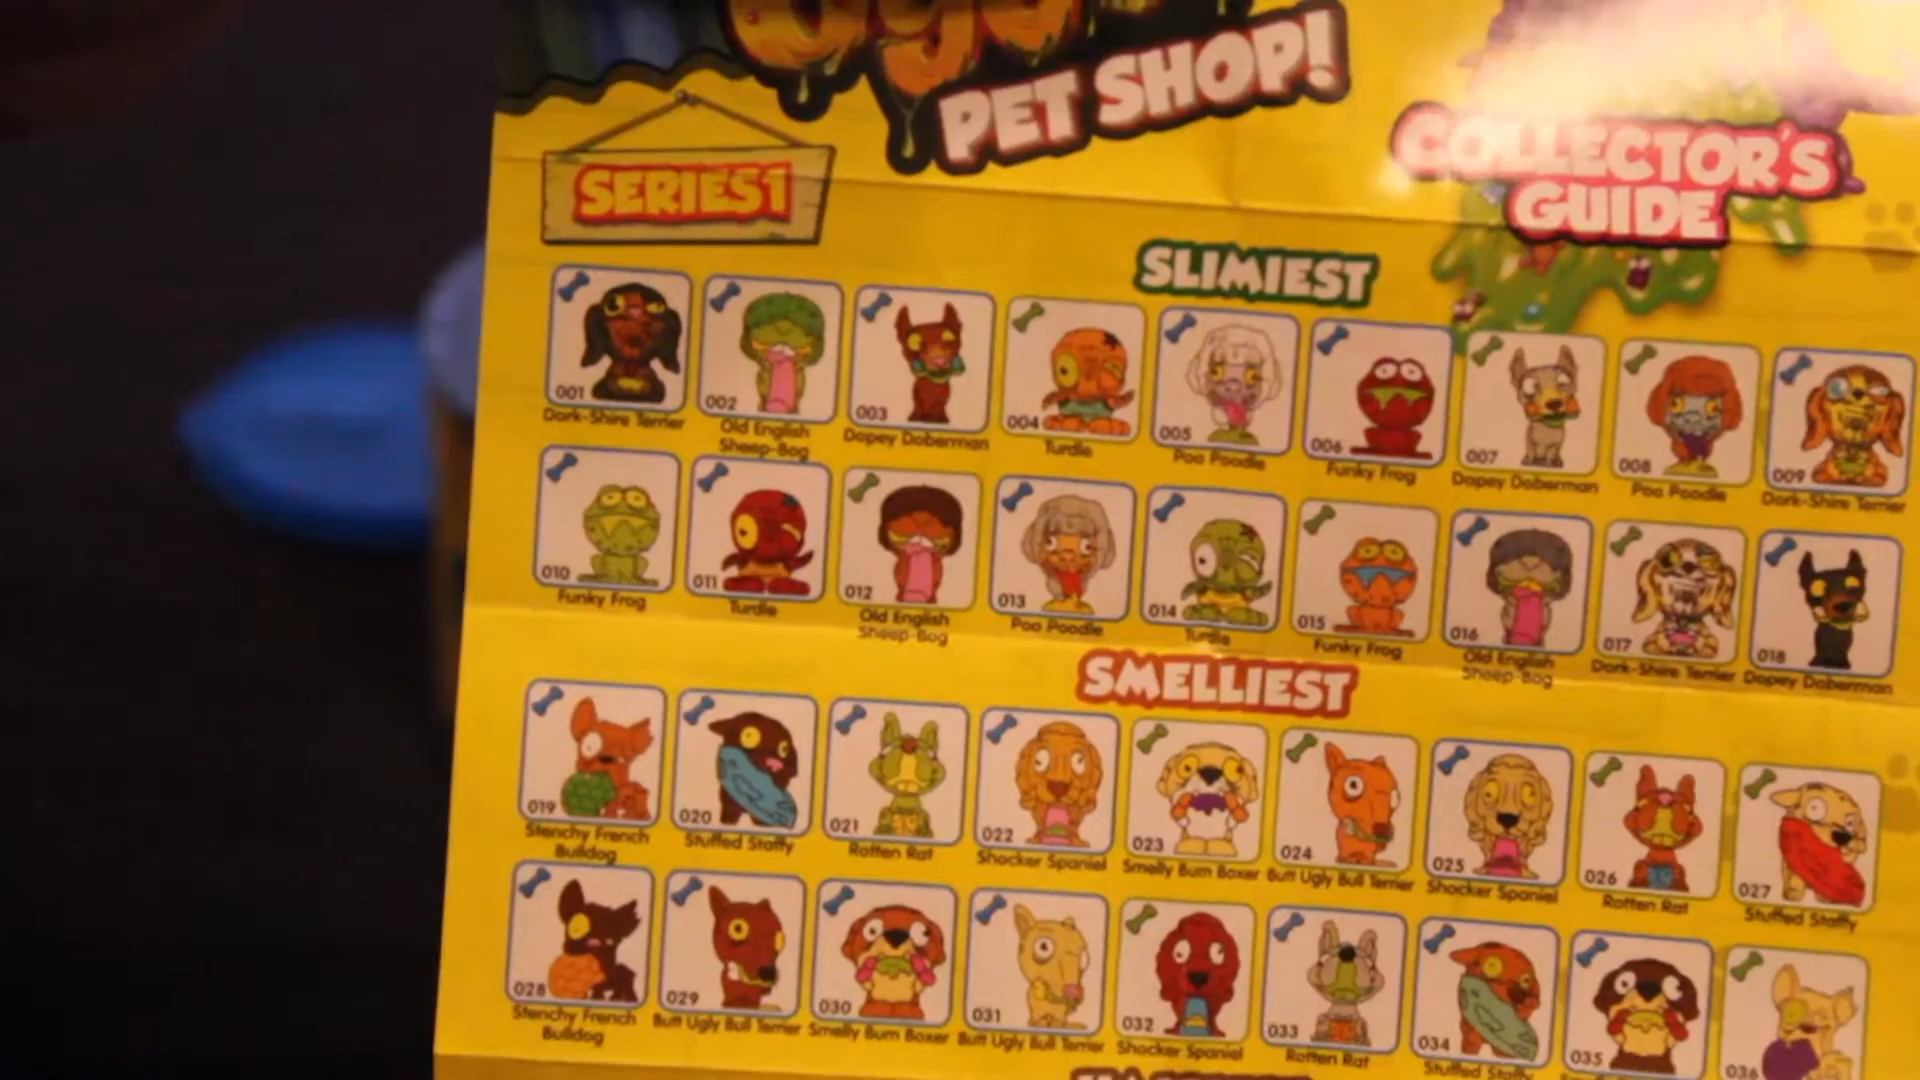 PET SHOP!
COLLECTOR'S
GUIDE
SERIES 1
SLIMIEST
001 002 003 004 005 006 007 008 009
Dark-Shire Terrier Old English Sheep-Bog Dopey Doberman Turdle Poo Poodle Funky Frog Dopey Doberman Poo Poodle Dark-Shire Terrier
010 011 012 013 014 015 016 017 018
Funky Frog Turdle Old English Sheep-Bog Poo Poodle Turdle Funky Frog Old English Sheep-Bog Dark-Shire Terrier Dopey Doberman
SMELLIEST
019 020 021 022 023 024 025 026 027
Stenchy French Bulldog Stuffed Staffy Rotten Rat Shocker Spaniel Smelly Bum Boxer Butt Ugly Bull Terrier Shocker Spaniel Rotten Rat Stuffed Staffy
028 029 030 031 032 033 034 035 036
Stenchy French Bulldog Butt Ugly Bull Terrier Smelly Bum Boxer Butt Ugly Bull Terrier Shocker Spaniel Rotten Rat Stuffed Staffy